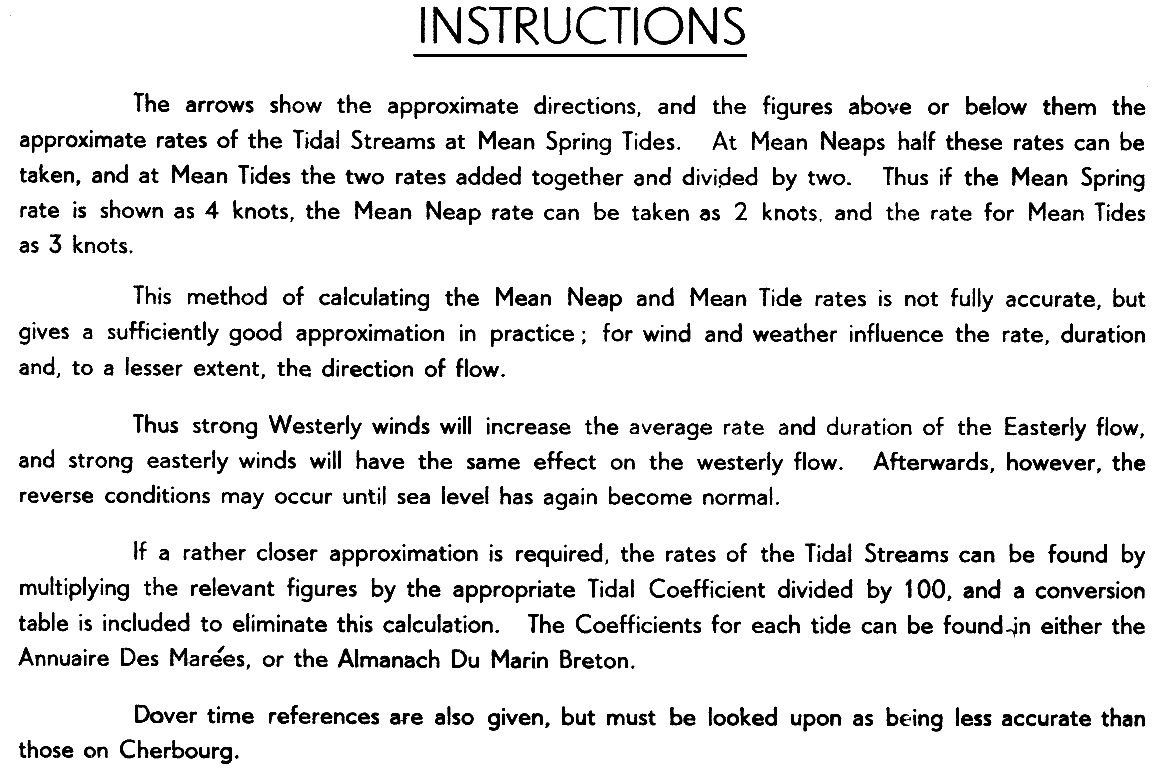 INSTRUCTIONS
The arrows show the approximate directions, and the figures above or below them the
approximate rates of the Tidal Streams at Mean Spring Tides. At Mean Neaps half these rates can be
taken, and at Mean Tides the two rates added together and divided by two. Thus if the Mean Spring
rate is shown as 4 knots, the Mean Neap rate can be taken as 2 knots, and the rate for Mean Tides
as 3 knots.
This method of calculating the Mean Neap and Mean Tide rates is not fully accurate, but
gives a sufficiently good approximation in practice ; for wind and weather influence the rate, duration
and, to a lesser extent, the direction of flow.
Thus strong Westerly winds will increase the average rate and duration of the Easterly flow,
and strong easterly winds will have the same effect on the westerly flow. Afterwards, however, the
reverse conditions may occur until sea level has again become normal.
If a rather closer approximation is required, the rates of the Tidal Streams can be found by
multiplying the relevant figures by the appropriate Tidal Coefficient divided by 100, and a conversion
table is included to eliminate this calculation. The Coefficients for each tide can be found in either the
Annuaire Des Marées, or the Almanach Du Marin Breton.
Dover time references are also given, but must be looked upon as being less accurate than
those on Cherbourg.